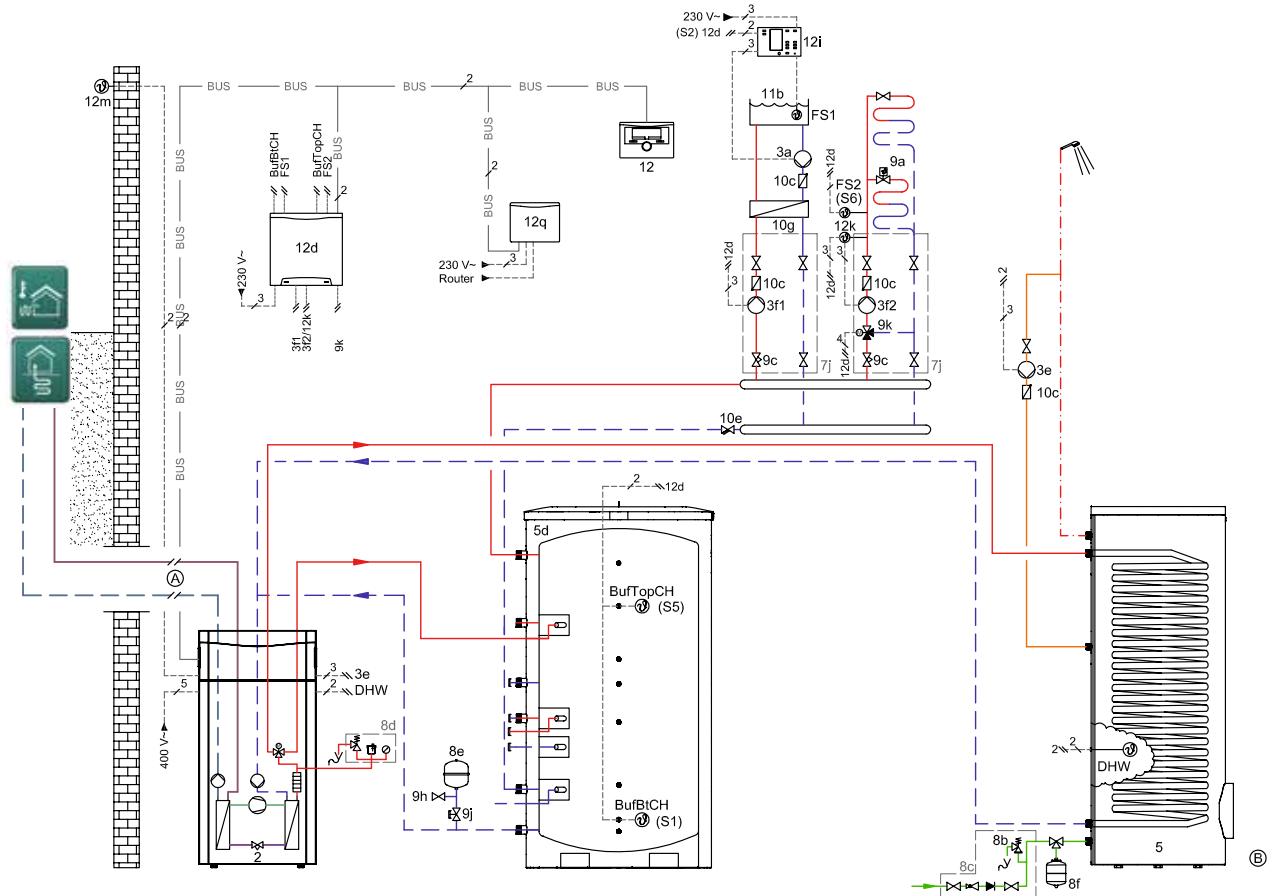 230 V~ 3
(S2) 12d 2
3
12i
12m
BUS BUS 2 BUS BUS BUS
11b
FS1
BufBtCH
FS1
BufTopCH
FS2
BUS
BUS
2
2
12
3a
12d
9a
10c
FS2
(S6)
BUS
BUS
12d
12q
10g
12k
230 V~
3
Router
230 V~
3
12d
3
10c
3f1
3
3
12d
10c
3f2
2
3
BUS
2 2
3f1
3f2/12k
9k
4
9k
12d
9c
7j
9c
7j
3e
10c
BUS
BUS
10e
2
12d
5d
A
BufTopCH
(S5)
3
3e
2
DHW
5
400 V~
8d
2 2
DHW
8e
9h
9j
BufBtCH
(S1)
2
8b
8c
5
8f
B